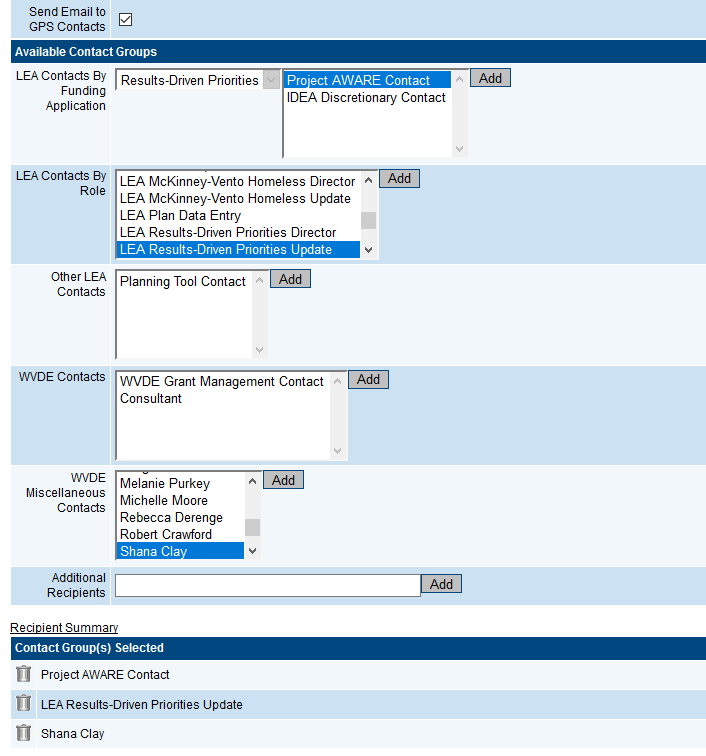 Send Email to
GPS Contacts
Available Contact Groups
LEA Contacts By
Funding
Application
Results-Driven Priorities
Project AWARE Contact
IDEA Discretionary Contact
Add
LEA Contacts By
Role
LEA McKinney-Vento Homeless Director
LEA McKinney-Vento Homeless Update
LEA Plan Data Entry
LEA Results-Driven Priorities Director
LEA Results-Driven Priorities Update
Add
Other LEA
Contacts
Planning Tool Contact
Add
WVDE Contacts
WVDE Grant Management Contact
Consultant
Add
WVDE
Miscellaneous
Contacts
Melanie Purkey
Michelle Moore
Rebecca Derenge
Robert Crawford
Shana Clay
Add
Additional
Recipients
Add
Recipient Summary
Contact Group(s) Selected
Project AWARE Contact
LEA Results-Driven Priorities Update
Shana Clay